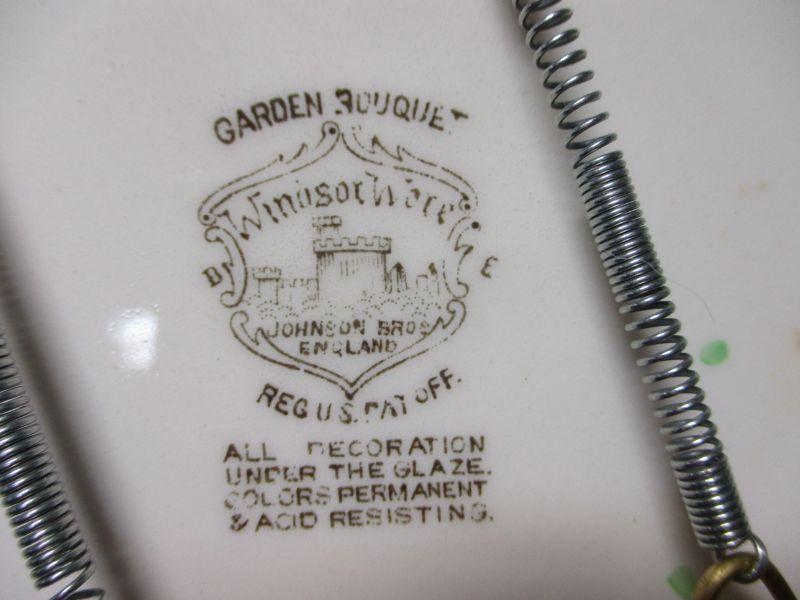 GARDEN BOUQUET
Windsor Ware
B E
JOHNSON BROS
ENGLAND
REG U.S. PAT OFF.
ALL DECORATION
UNDER THE GLAZE.
COLORS PERMANENT
& ACID RESISTING.